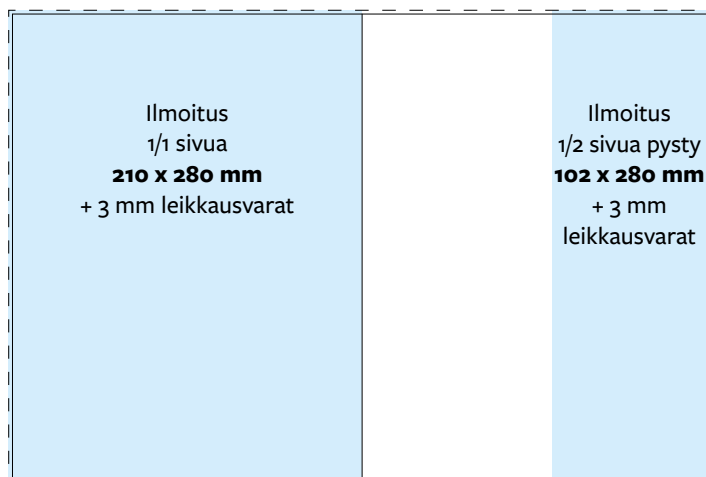 Ilmoitus
1/1 sivua
210 x 280 mm
+ 3 mm leikkausvarat
Ilmoitus
1/2 sivua pysty
102 x 280 mm
+ 3 mm
leikkausvarat